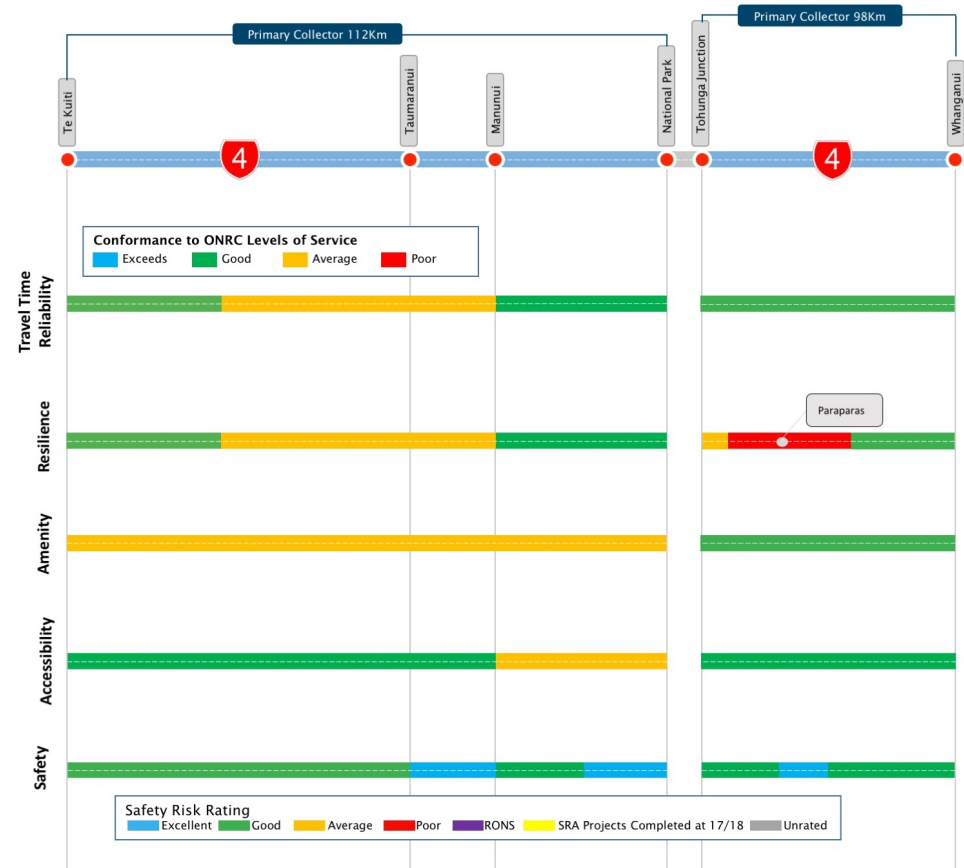 Primary Collector 112Km
Primary Collector 98Km
Te Kuiti
Taumaranui
Manunui
National Park
Tohunga Junction
Whanganui
4
4
Conformance to ONRC Levels of Service
Exceeds Good Average Poor
Travel Time
Reliability
Resilience
Paraparas
Amenity
Accessibility
Safety
Safety Risk Rating
Excellent Good Average Poor RONS SRA Projects Completed at 17/18 Unrated